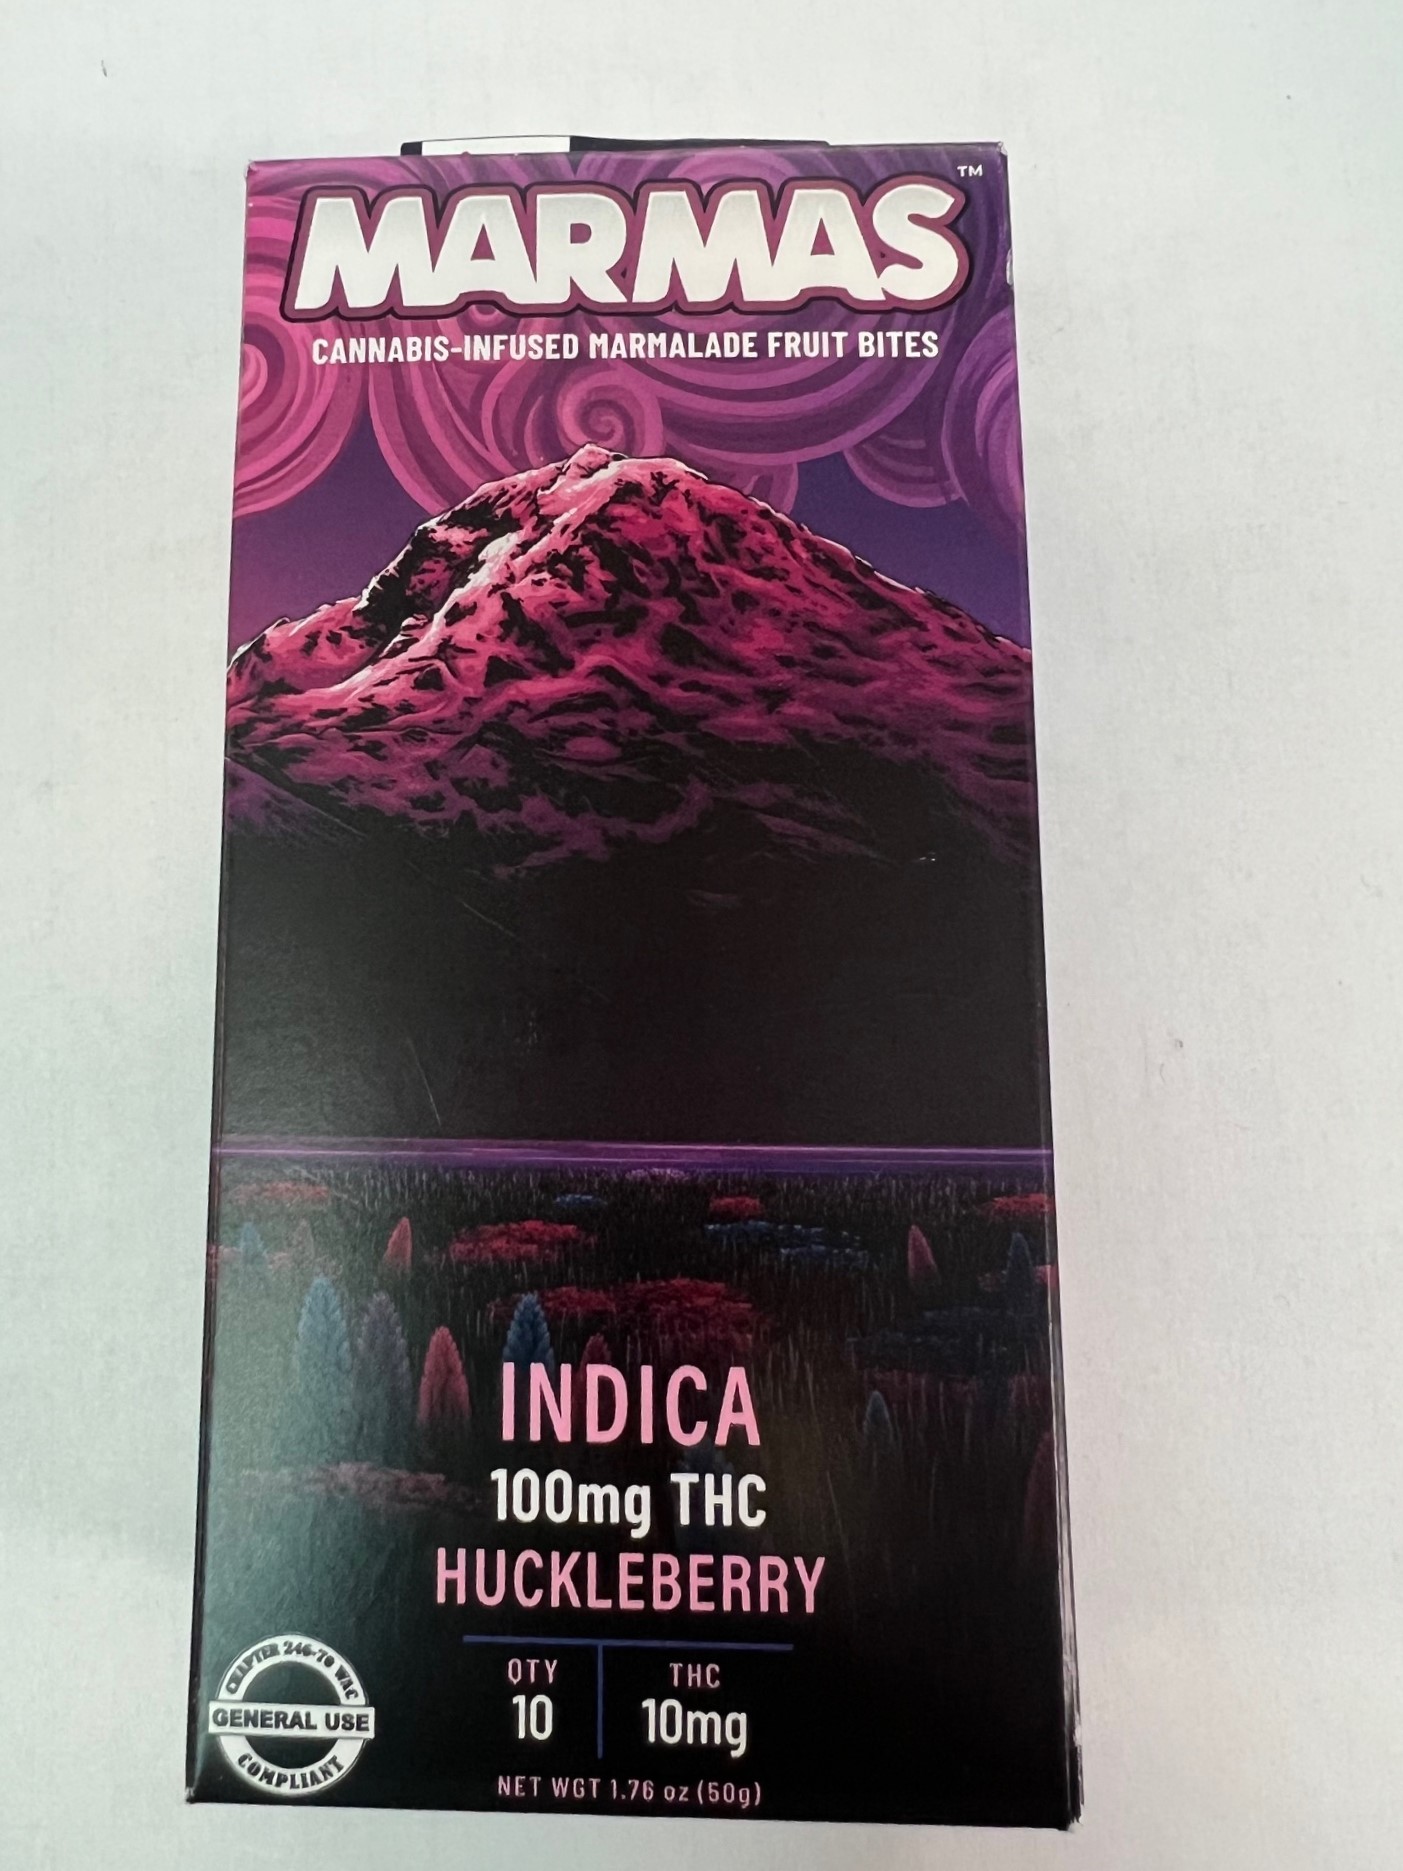 MARMAS™
CANNABIS-INFUSED MARMALADE FRUIT BITES
INDICA
100mg THC
HUCKLEBERRY
QTY
10
THC
10mg
CHAPTER 246-70 WAC
GENERAL USE
COMPLIANT
NET WGT 1.76 oz (50g)